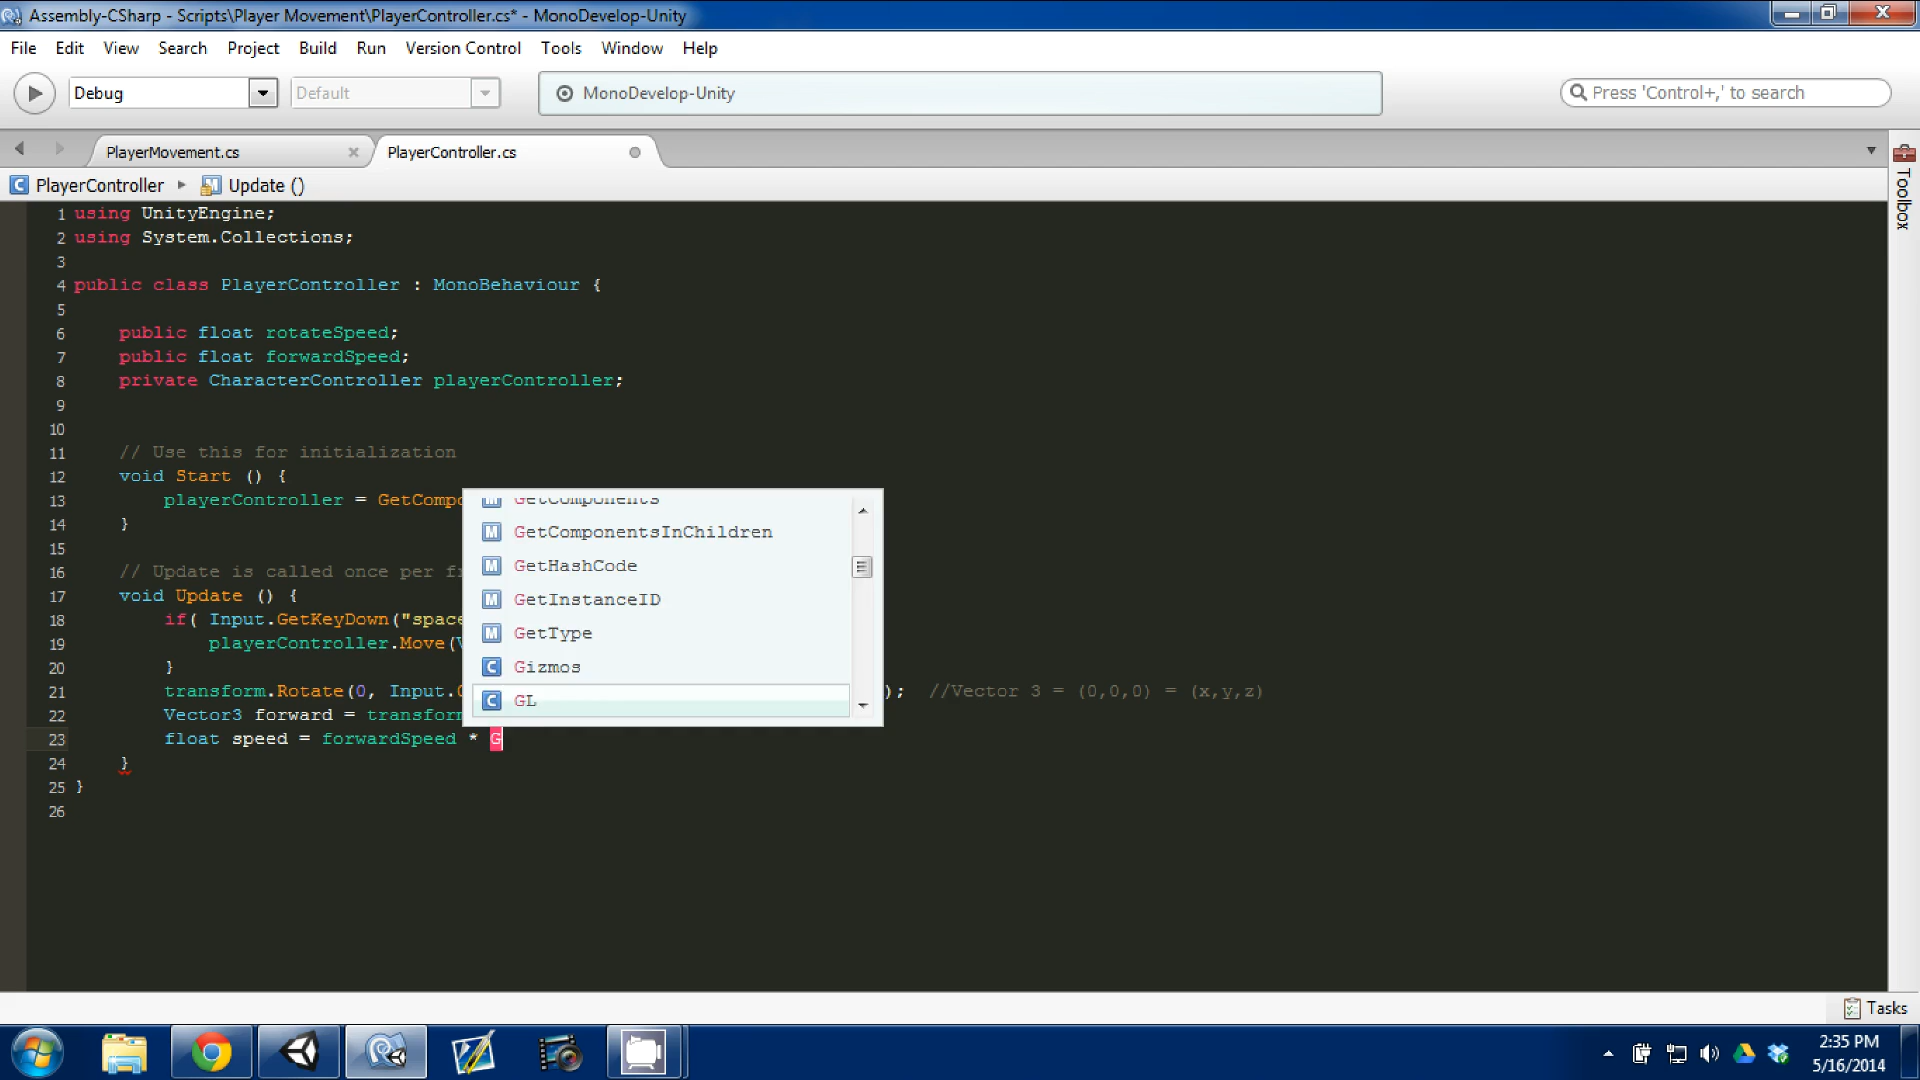 Assembly-CSharp - Scripts\Player Movement\PlayerController.cs* - MonoDevelop-Unity
File Edit View Search Project Build Run Version Control Tools Window Help
Debug Default MonoDevelop-Unity Press 'Control+,' to search
PlayerMovement.cs PlayerController.cs
PlayerController Update ()
Toolbox
1 using UnityEngine;
2 using System.Collections;
3
4 public class PlayerController : MonoBehaviour {
5
6 public float rotateSpeed;
7 public float forwardSpeed;
8 private CharacterController playerController;
9
10
11 // Use this for initialization
12 void Start () {
13 playerController = GetCompo
14 }
15
16 // Update is called once per f
17 void Update () {
18 if( Input.GetKeyDown("space
19 playerController.Move(
20 }
21 transform.Rotate(0, Input. ); //Vector 3 = (0,0,0) = (x,y,z)
22 Vector3 forward = transform
23 float speed = forwardSpeed * G
24 }
25 }
26
GetComponents
GetComponentsInChildren
GetHashCode
GetInstanceID
GetType
Gizmos
GL
Tasks
2:35 PM
5/16/2014